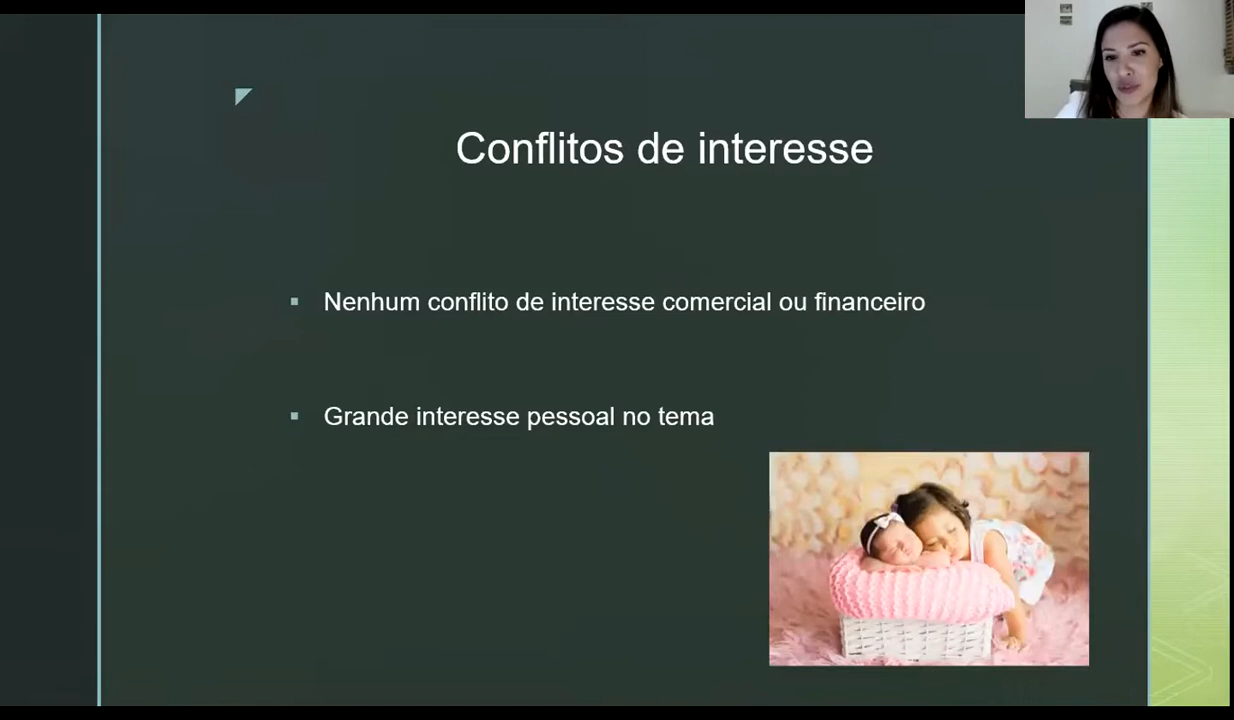 Conflitos de interesse
Nenhum conflito de interesse comercial ou financeiro
Grande interesse pessoal no tema